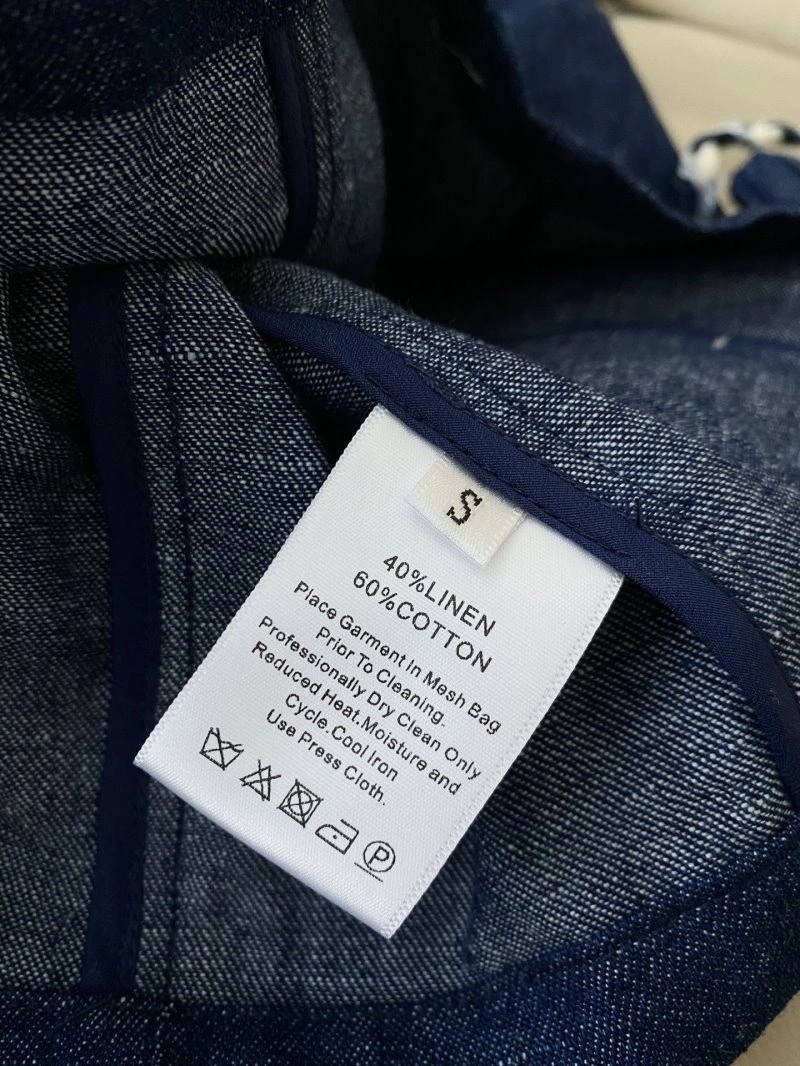 S
40%LINEN
60%COTTON
Place Garment In Mesh Bag
Prior To Cleaning.
Professionally Dry Clean Only
Reduced Heat.Moisture and
Cycle.Cool Iron
Use Press Cloth.
P